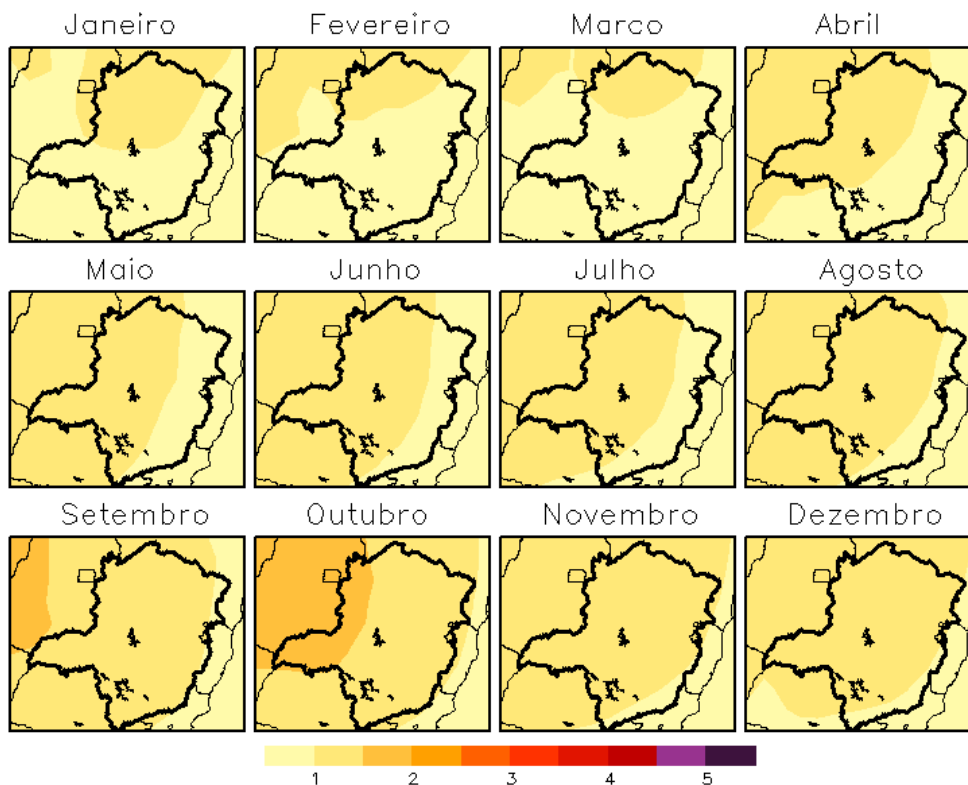 Janeiro Fevereiro Marco Abril
Maio Junho Julho Agosto
Setembro Outubro Novembro Dezembro
1 2 3 4 5